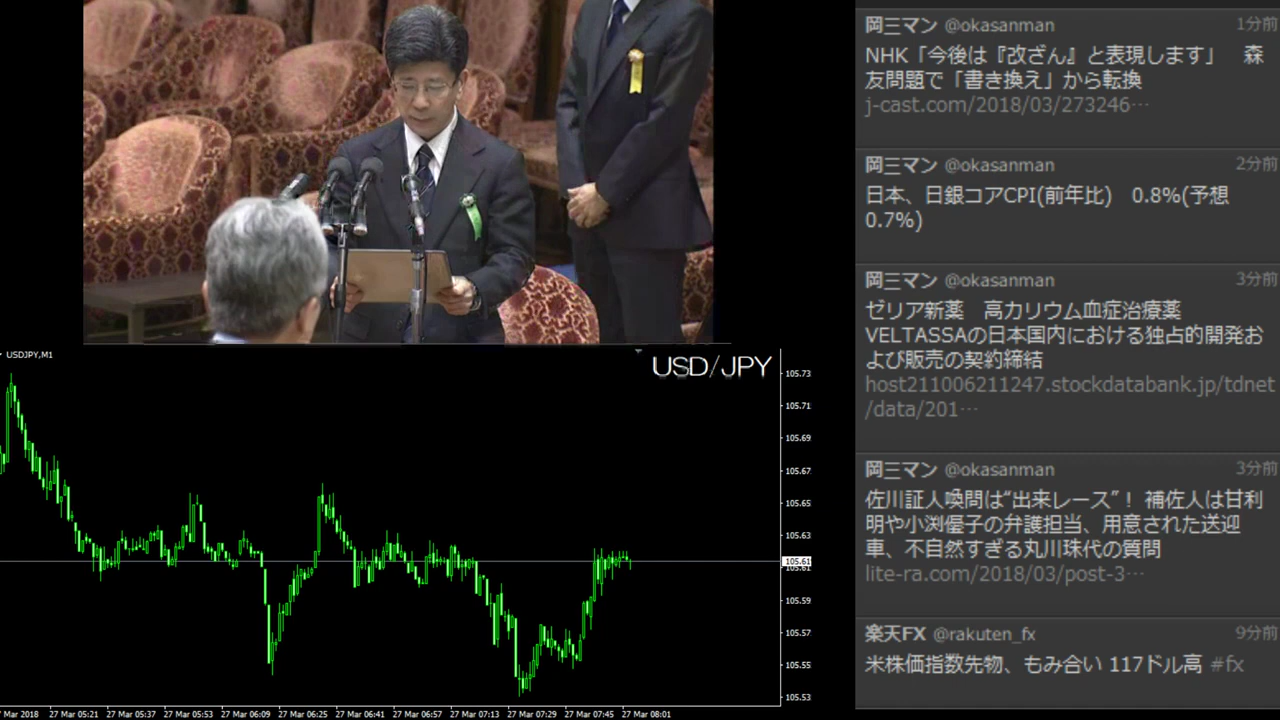 岡三マン @okasanman 1分前
NHK「今後は『改ざん』と表現します」 森
友問題で「書き換え」から転換
j-cast.com/2018/03/273246…
岡三マン @okasanman 2分前
日本、日銀コアCPI(前年比) 0.8%(予想
0.7%)
岡三マン @okasanman 3分前
ゼリア新薬 高カリウム血症治療薬
VELTASSAの日本国内における独占的開発お
よび販売の契約締結
host211006211247.stockdatabank.jp/tdnet
/data/201…
岡三マン @okasanman 3分前
佐川証人喚問は“出来レース”！ 補佐人は甘利
明や小渕優子の弁護担当、用意された送迎
車、不自然すぎる丸川珠代の質問
lite-ra.com/2018/03/post-3…
楽天FX @rakuten_fx 9分前
米株価指数先物、もみ合い 117ドル高 #fx
USDJPY,M1
USD/JPY
105.73
105.71
105.69
105.67
105.65
105.63
105.61
105.61
105.59
105.57
105.55
105.53
7 Mar 2018 27 Mar 05:21 27 Mar 05:37 27 Mar 05:53 27 Mar 06:09 27 Mar 06:25 27 Mar 06:41 27 Mar 06:57 27 Mar 07:13 27 Mar 07:29 27 Mar 07:45 27 Mar 08:01